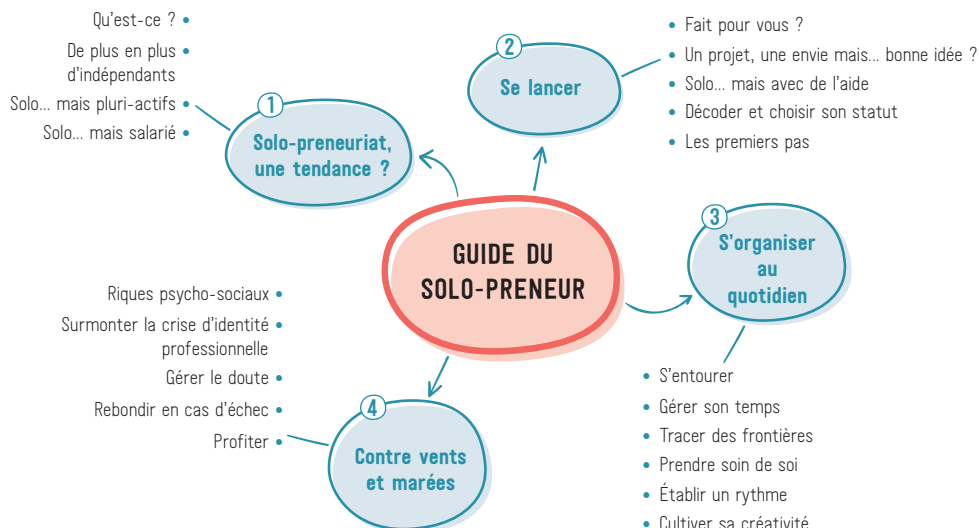 GUIDE DU
SOLO-PRENEUR
1
Solo-preneuriat,
une tendance ?
Qu'est-ce ? •
De plus en plus •
d'indépendants
Solo... mais pluri-actifs •
Solo... mais salarié •
2
Se lancer
• Fait pour vous ?
• Un projet, une envie mais... bonne idée ?
• Solo... mais avec de l'aide
• Décoder et choisir son statut
• Les premiers pas
3
S'organiser
au
quotidien
• S'entourer
• Gérer son temps
• Tracer des frontières
• Prendre soin de soi
• Établir un rythme
• Cultiver sa créativité
4
Contre vents
et marées
Riques psycho-sociaux •
Surmonter la crise d'identité •
professionnelle
Gérer le doute •
Rebondir en cas d'échec •
Profiter •